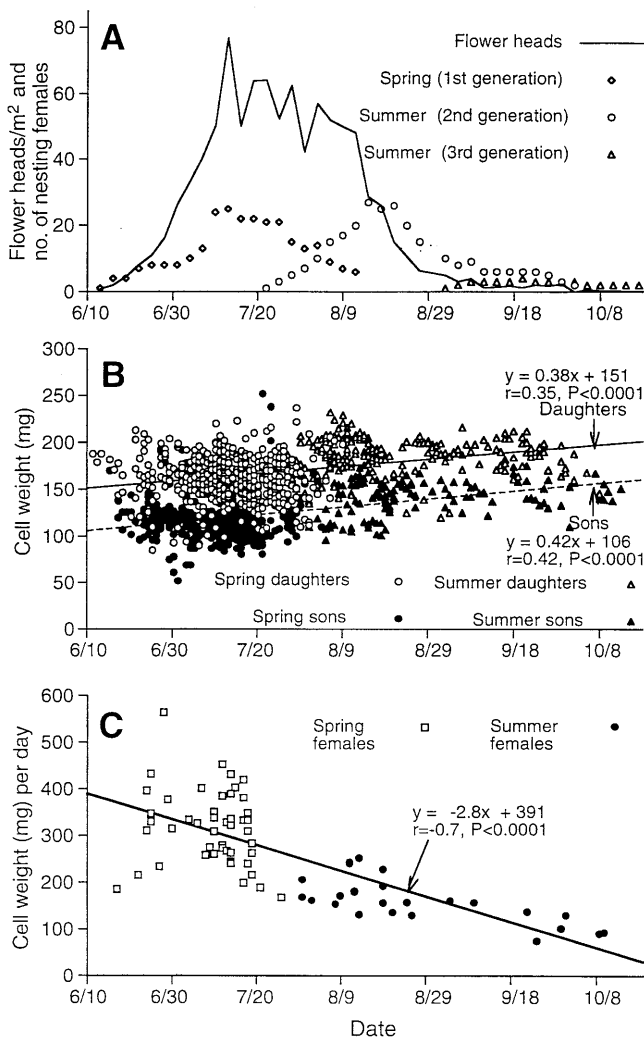 A
80
60
40
20
0
Flower heads/m² and
no. of nesting females
Flower heads
Spring (1st generation)
Summer (2nd generation)
Summer (3rd generation)
6/10 6/30 7/20 8/9 8/29 9/18 10/8
B
300
250
200
150
100
50
0
Cell weight (mg)
y = 0.38x + 151
r=0.35, P<0.0001
Daughters
Sons
y = 0.42x + 106
r=0.42, P<0.0001
Spring daughters Summer daughters
Spring sons Summer sons
6/10 6/30 7/20 8/9 8/29 9/18 10/8
C
600
500
400
300
200
100
0
Cell weight (mg) per day
Spring females
Summer females
y = -2.8x + 391
r=-0.7, P<0.0001
6/10 6/30 7/20 8/9 8/29 9/18 10/8
Date